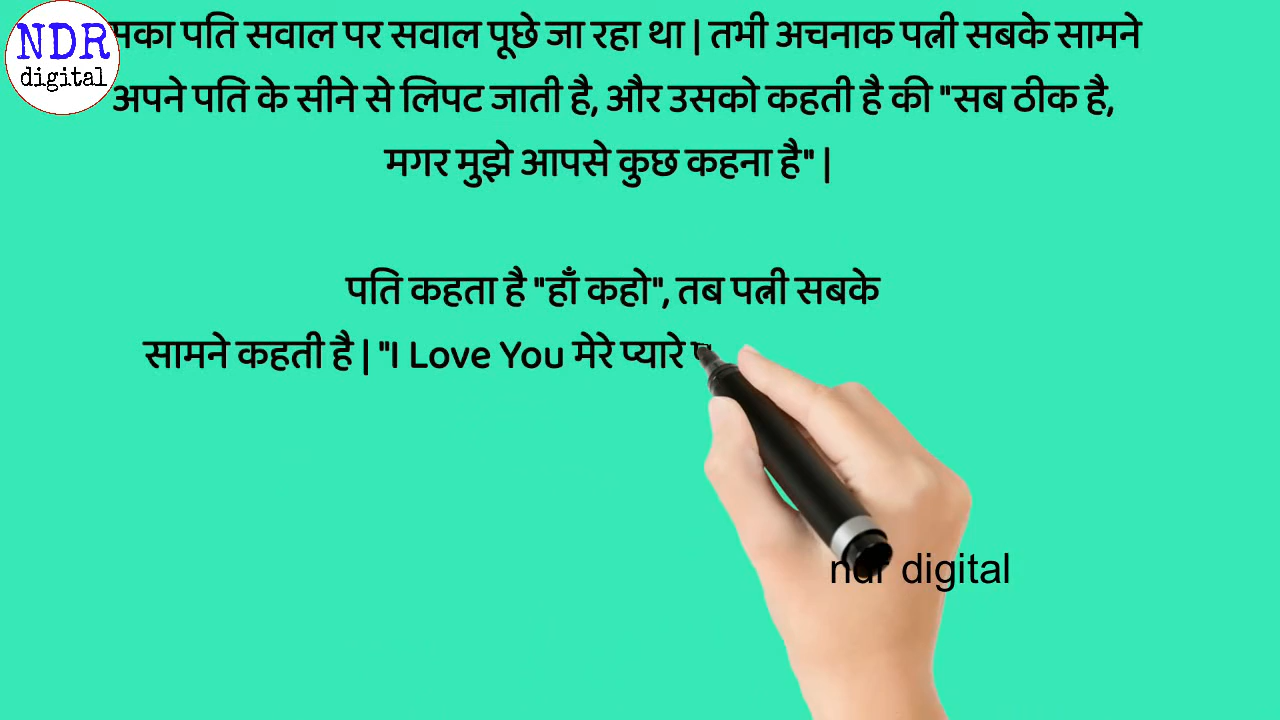 NDR
digital
पति सवाल पर सवाल पूछे जा रहा था | तभी अचनाक पत्नी सबके सामने
अपने पति के सीने से लिपट जाती है, और उसको कहती है की "सब ठीक है,
मगर मुझे आपसे कुछ कहना है" |
पति कहता है "हाँ कहो", तब पत्नी सबके
सामने कहती है | "I Love You मेरे प्यारे
ndr digital